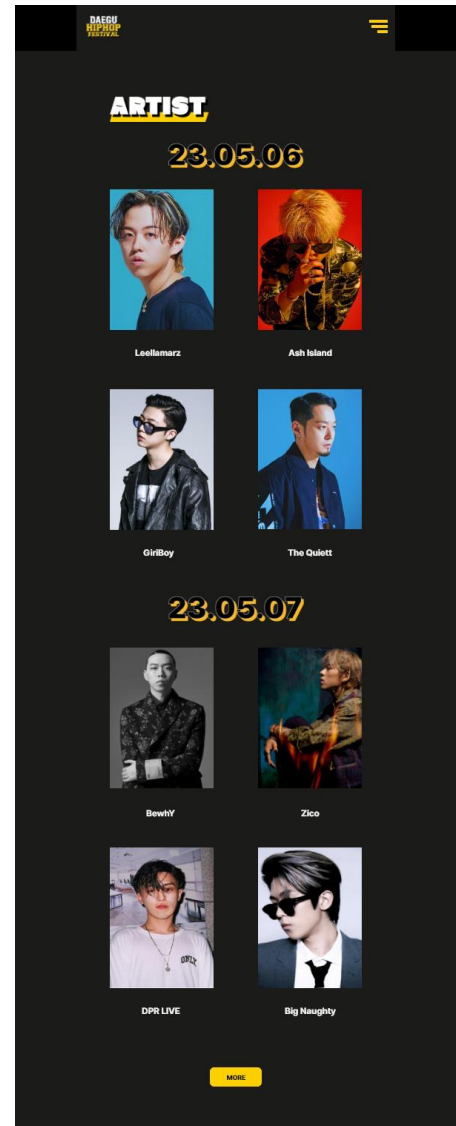 DAEGU
HIPHOP
FESTIVAL
ARTIST
23.05.06
Leellamarz
Ash Island
GiriBoy
The Quiett
23.05.07
BewhY
Zico
ONLY
DPR LIVE
Big Naughty
MORE